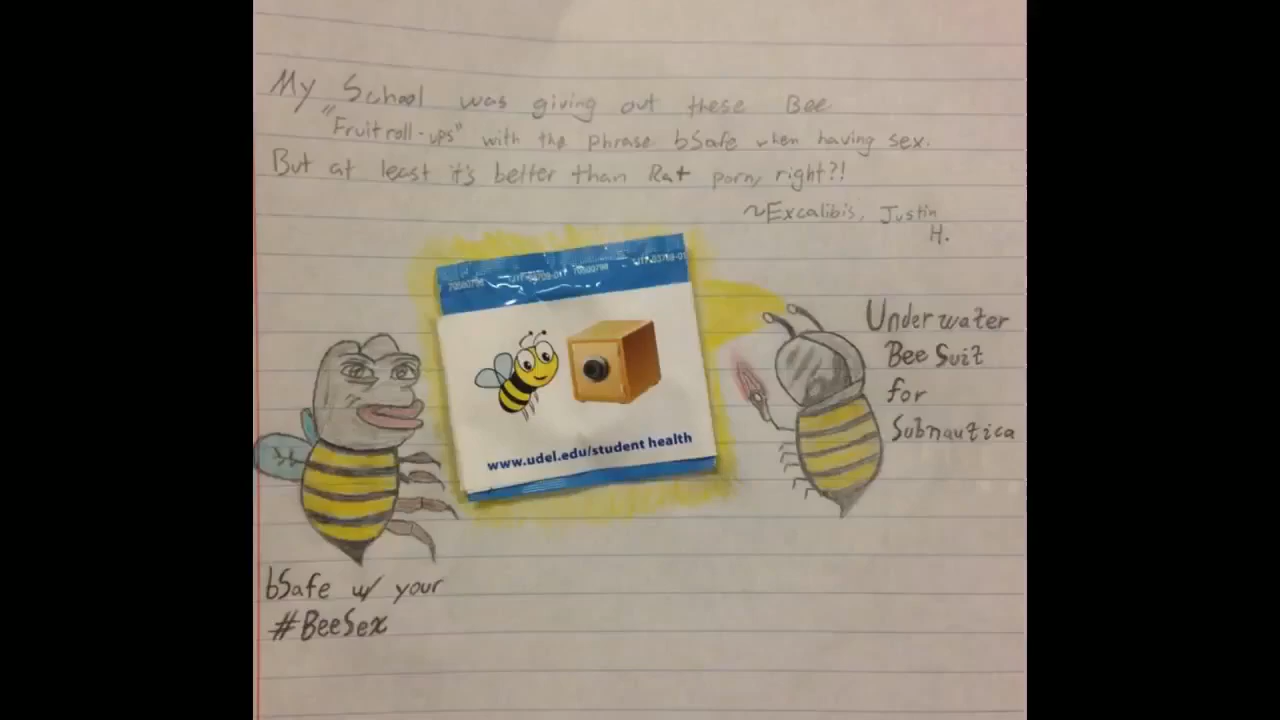 My School was giving out these Bee
"Fruitroll-ups" with the phrase bSafe when having sex.
But at least it's better than Rat porn, right?!
~Excalibis, Justin
H.
70500798
www.udel.edu/student health
Underwater
Bee Suit
for
Subnautica
bSafe w/ your
#BeeSex